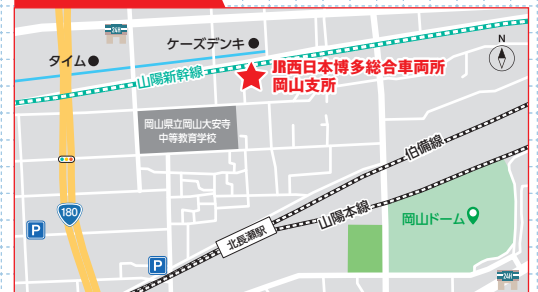 24H
ケーズデンキ
タイム
山陽新幹線
JR西日本博多総合車両所
岡山支所
N
岡山県立岡山大安寺
中等教育学校
伯備線
180
P
山陽本線
岡山ドーム
北長瀬駅
P
24H